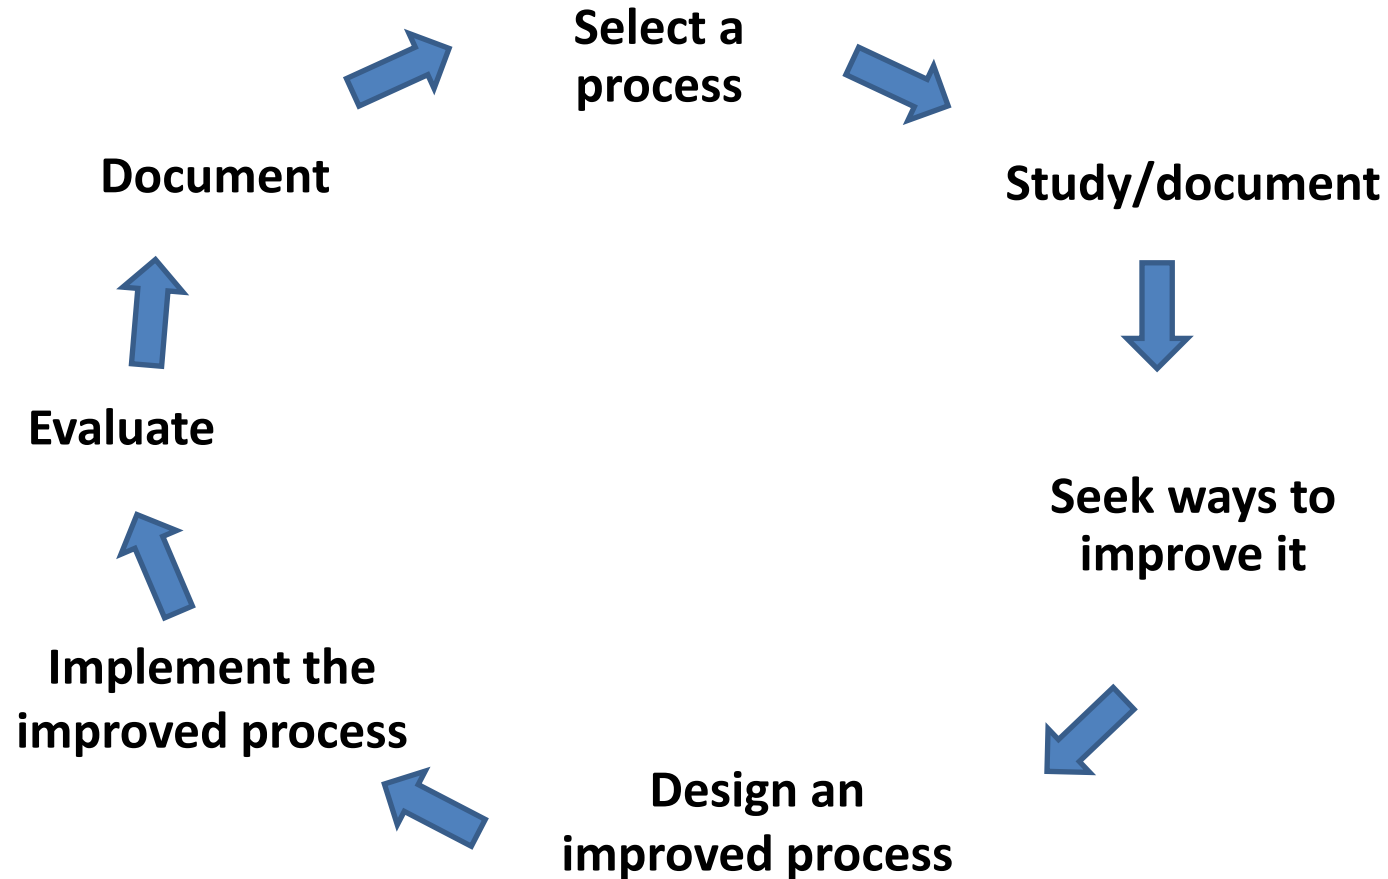 Select a
process
Study/document
Seek ways to
improve it
Design an
improved process
Implement the
improved process
Evaluate
Document